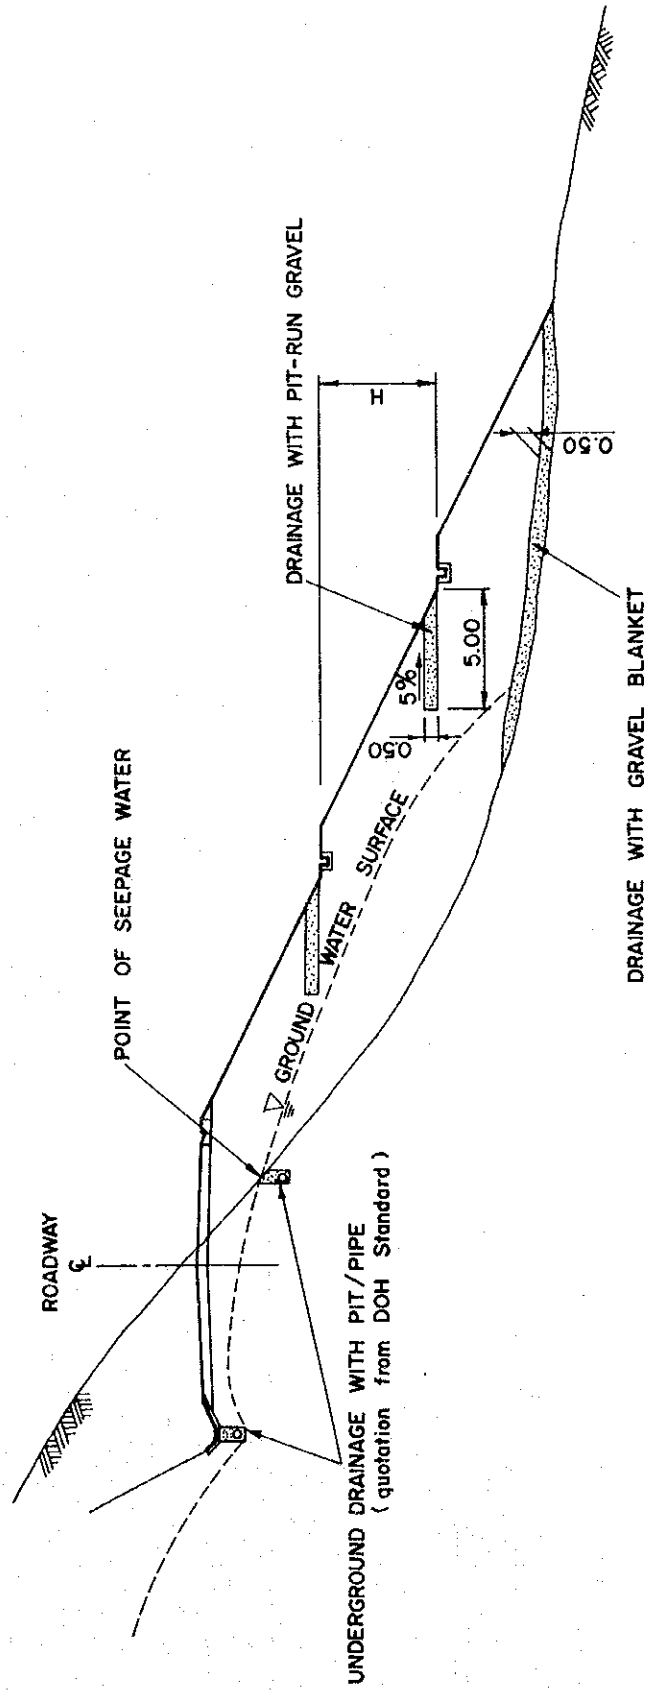 ROADWAY
℄
POINT OF SEEPAGE WATER
DRAINAGE WITH PIT-RUN GRAVEL
H
GROUND WATER SURFACE
0.50
5%
5.00
0.50
UNDERGROUND DRAINAGE WITH PIT/PIPE
( quotation from DOH Standard )
DRAINAGE WITH GRAVEL BLANKET